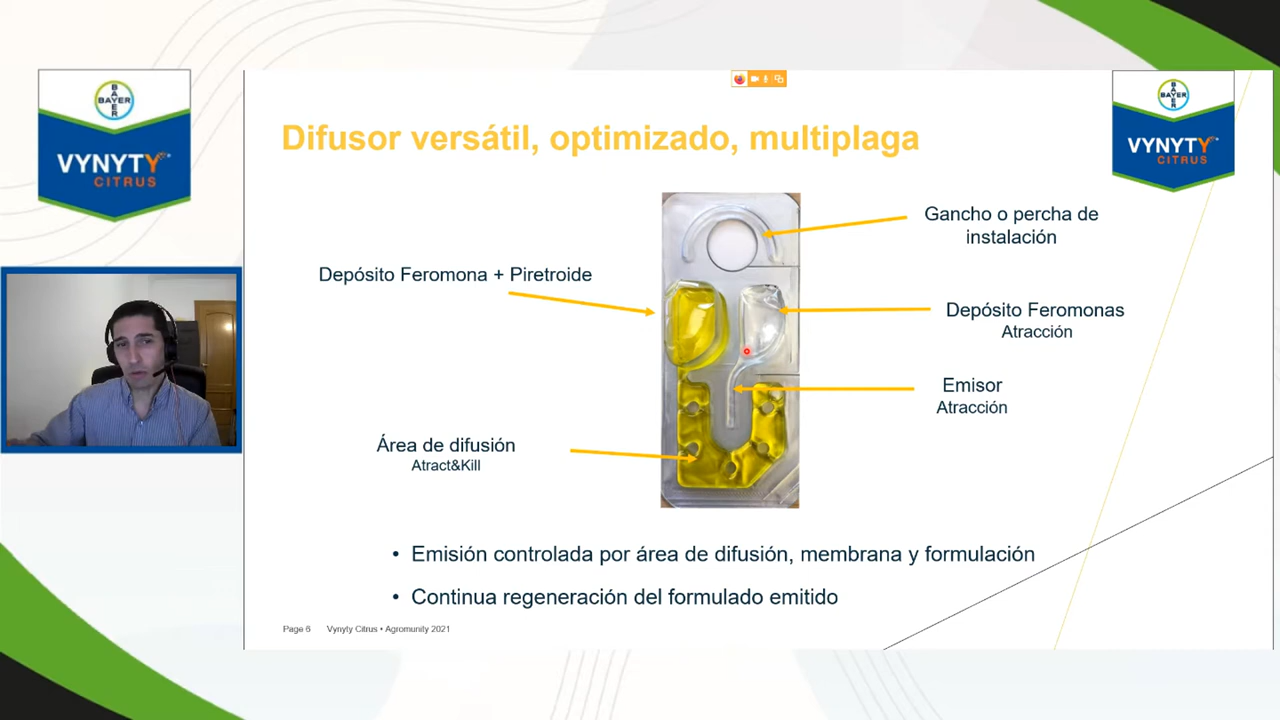 BAYER
BAYER
VYNYTY
CITRUS
BAYER
BAYER
VYNYTY
CITRUS
Difusor versátil, optimizado, multiplaga
Gancho o percha de
instalación
Depósito Feromona + Piretroide
Depósito Feromonas
Atracción
Emisor
Atracción
Área de difusión
Atract&Kill
• Emisión controlada por área de difusión, membrana y formulación
• Continua regeneración del formulado emitido
Page 6 Vynyty Citrus • Agromunity 2021